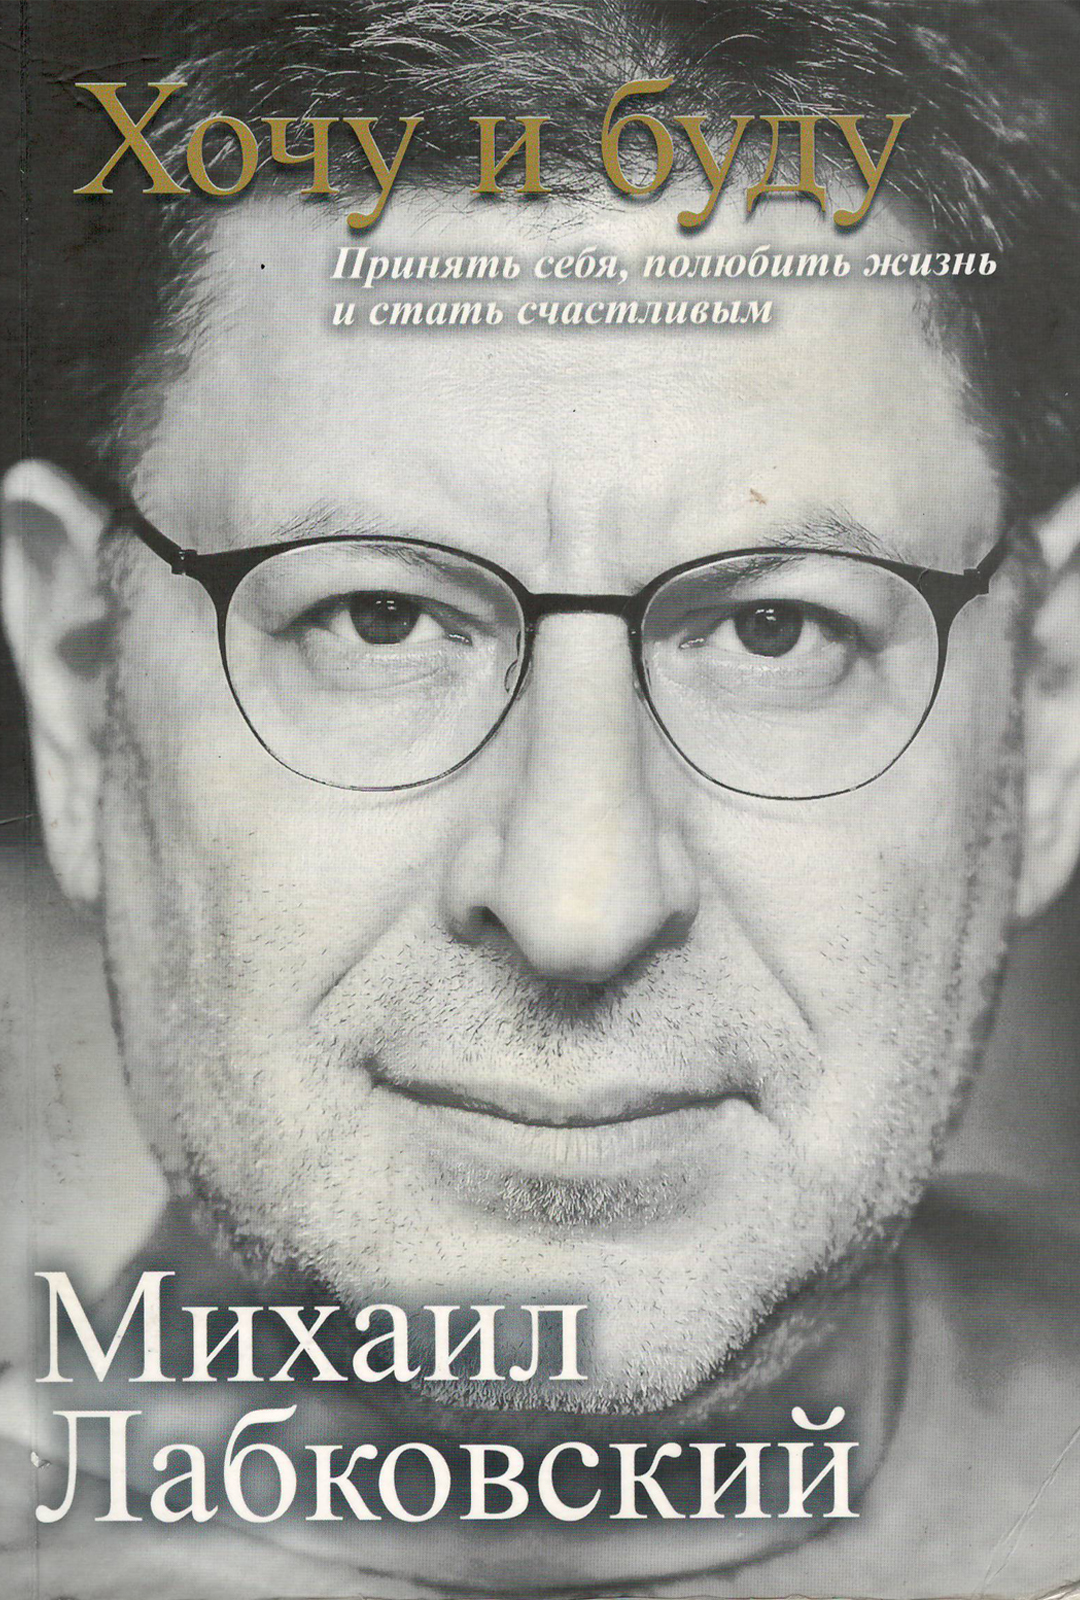 Хочу и буду
Принять себя, полюбить жизнь
и стать счастливым
Михаил
Лабковский